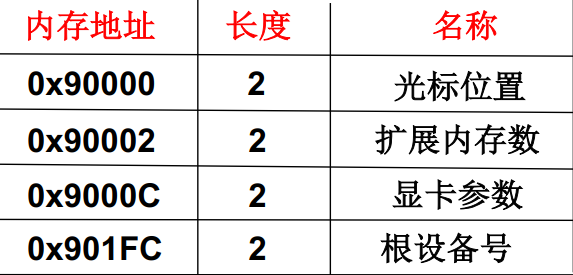 内存地址 长度 名称
0x90000 2 光标位置
0x90002 2 扩展内存数
0x9000C 2 显卡参数
0x901FC 2 根设备号